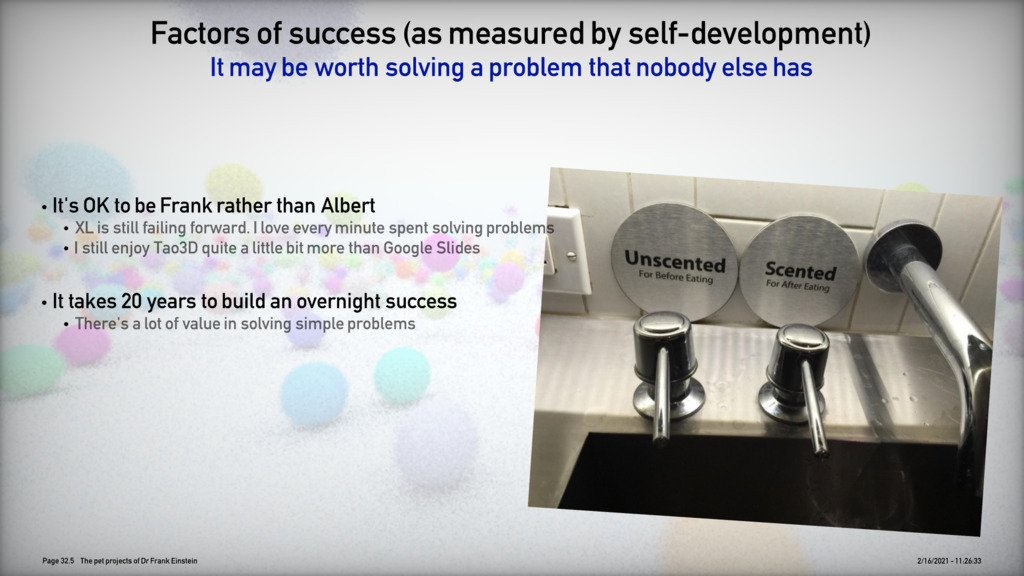 Factors of success (as measured by self-development)
It may be worth solving a problem that nobody else has
• It's OK to be Frank rather than Albert
• XL is still failing forward. I love every minute spent solving problems
• I still enjoy Tao3D quite a little bit more than Google Slides
• It takes 20 years to build an overnight success
• There's a lot of value in solving simple problems
Unscented
For Before Eating
Scented
For After Eating
Page 32.5 The pet projects of Dr Frank Einstein
2/16/2021 - 11:26:33